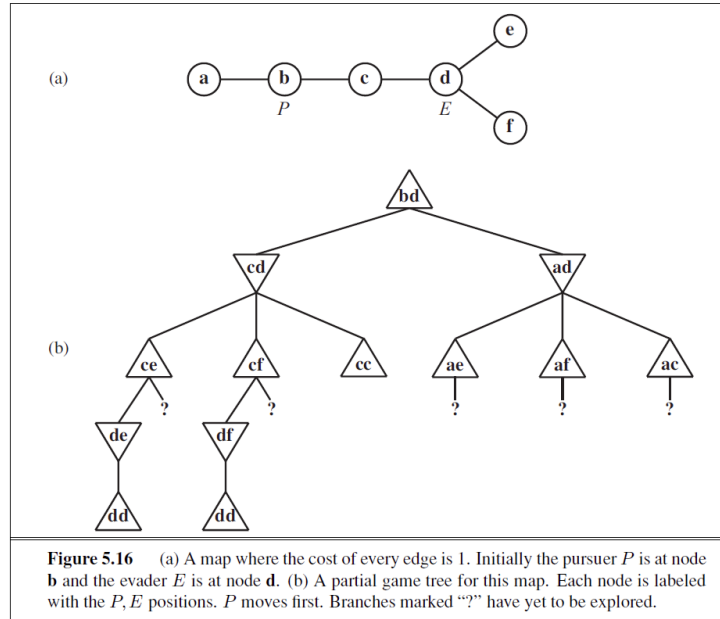 e
(a) a b c d
P E
f
bd
cd ad
(b) ce cf cc ae af ac
? ? ? ? ?
de df
dd dd
Figure 5.16 (a) A map where the cost of every edge is 1. Initially the pursuer P is at node
b and the evader E is at node d. (b) A partial game tree for this map. Each node is labeled
with the P, E positions. P moves first. Branches marked “?” have yet to be explored.